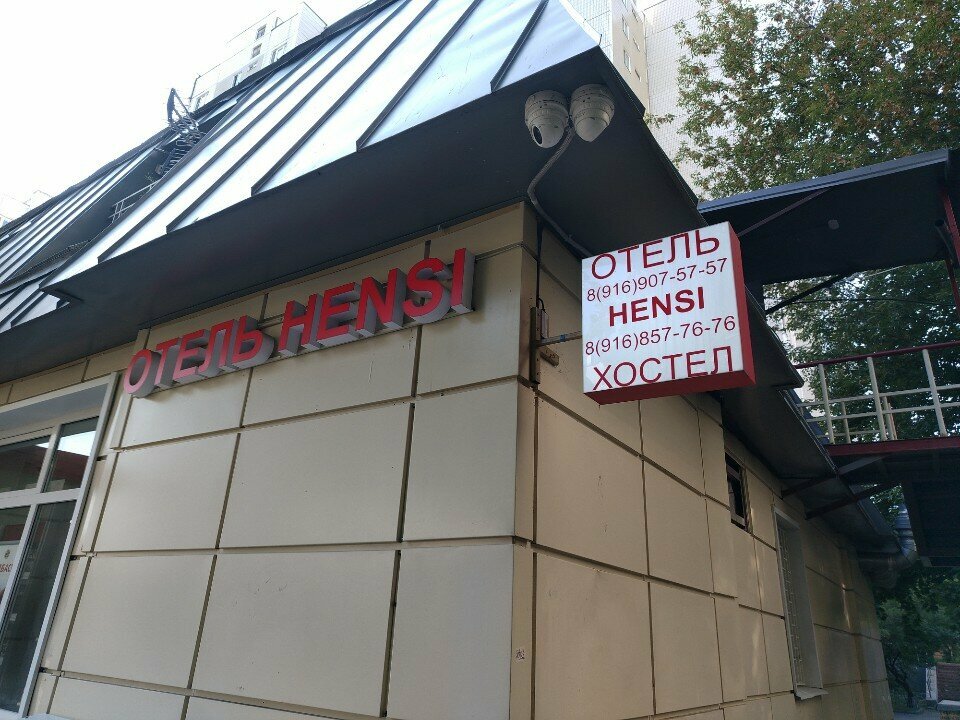 ОТЕЛЬ HENSI
ОТЕЛЬ
8(916)907-57-57
HENSI
8(916)857-76-76
ХОСТЕЛ